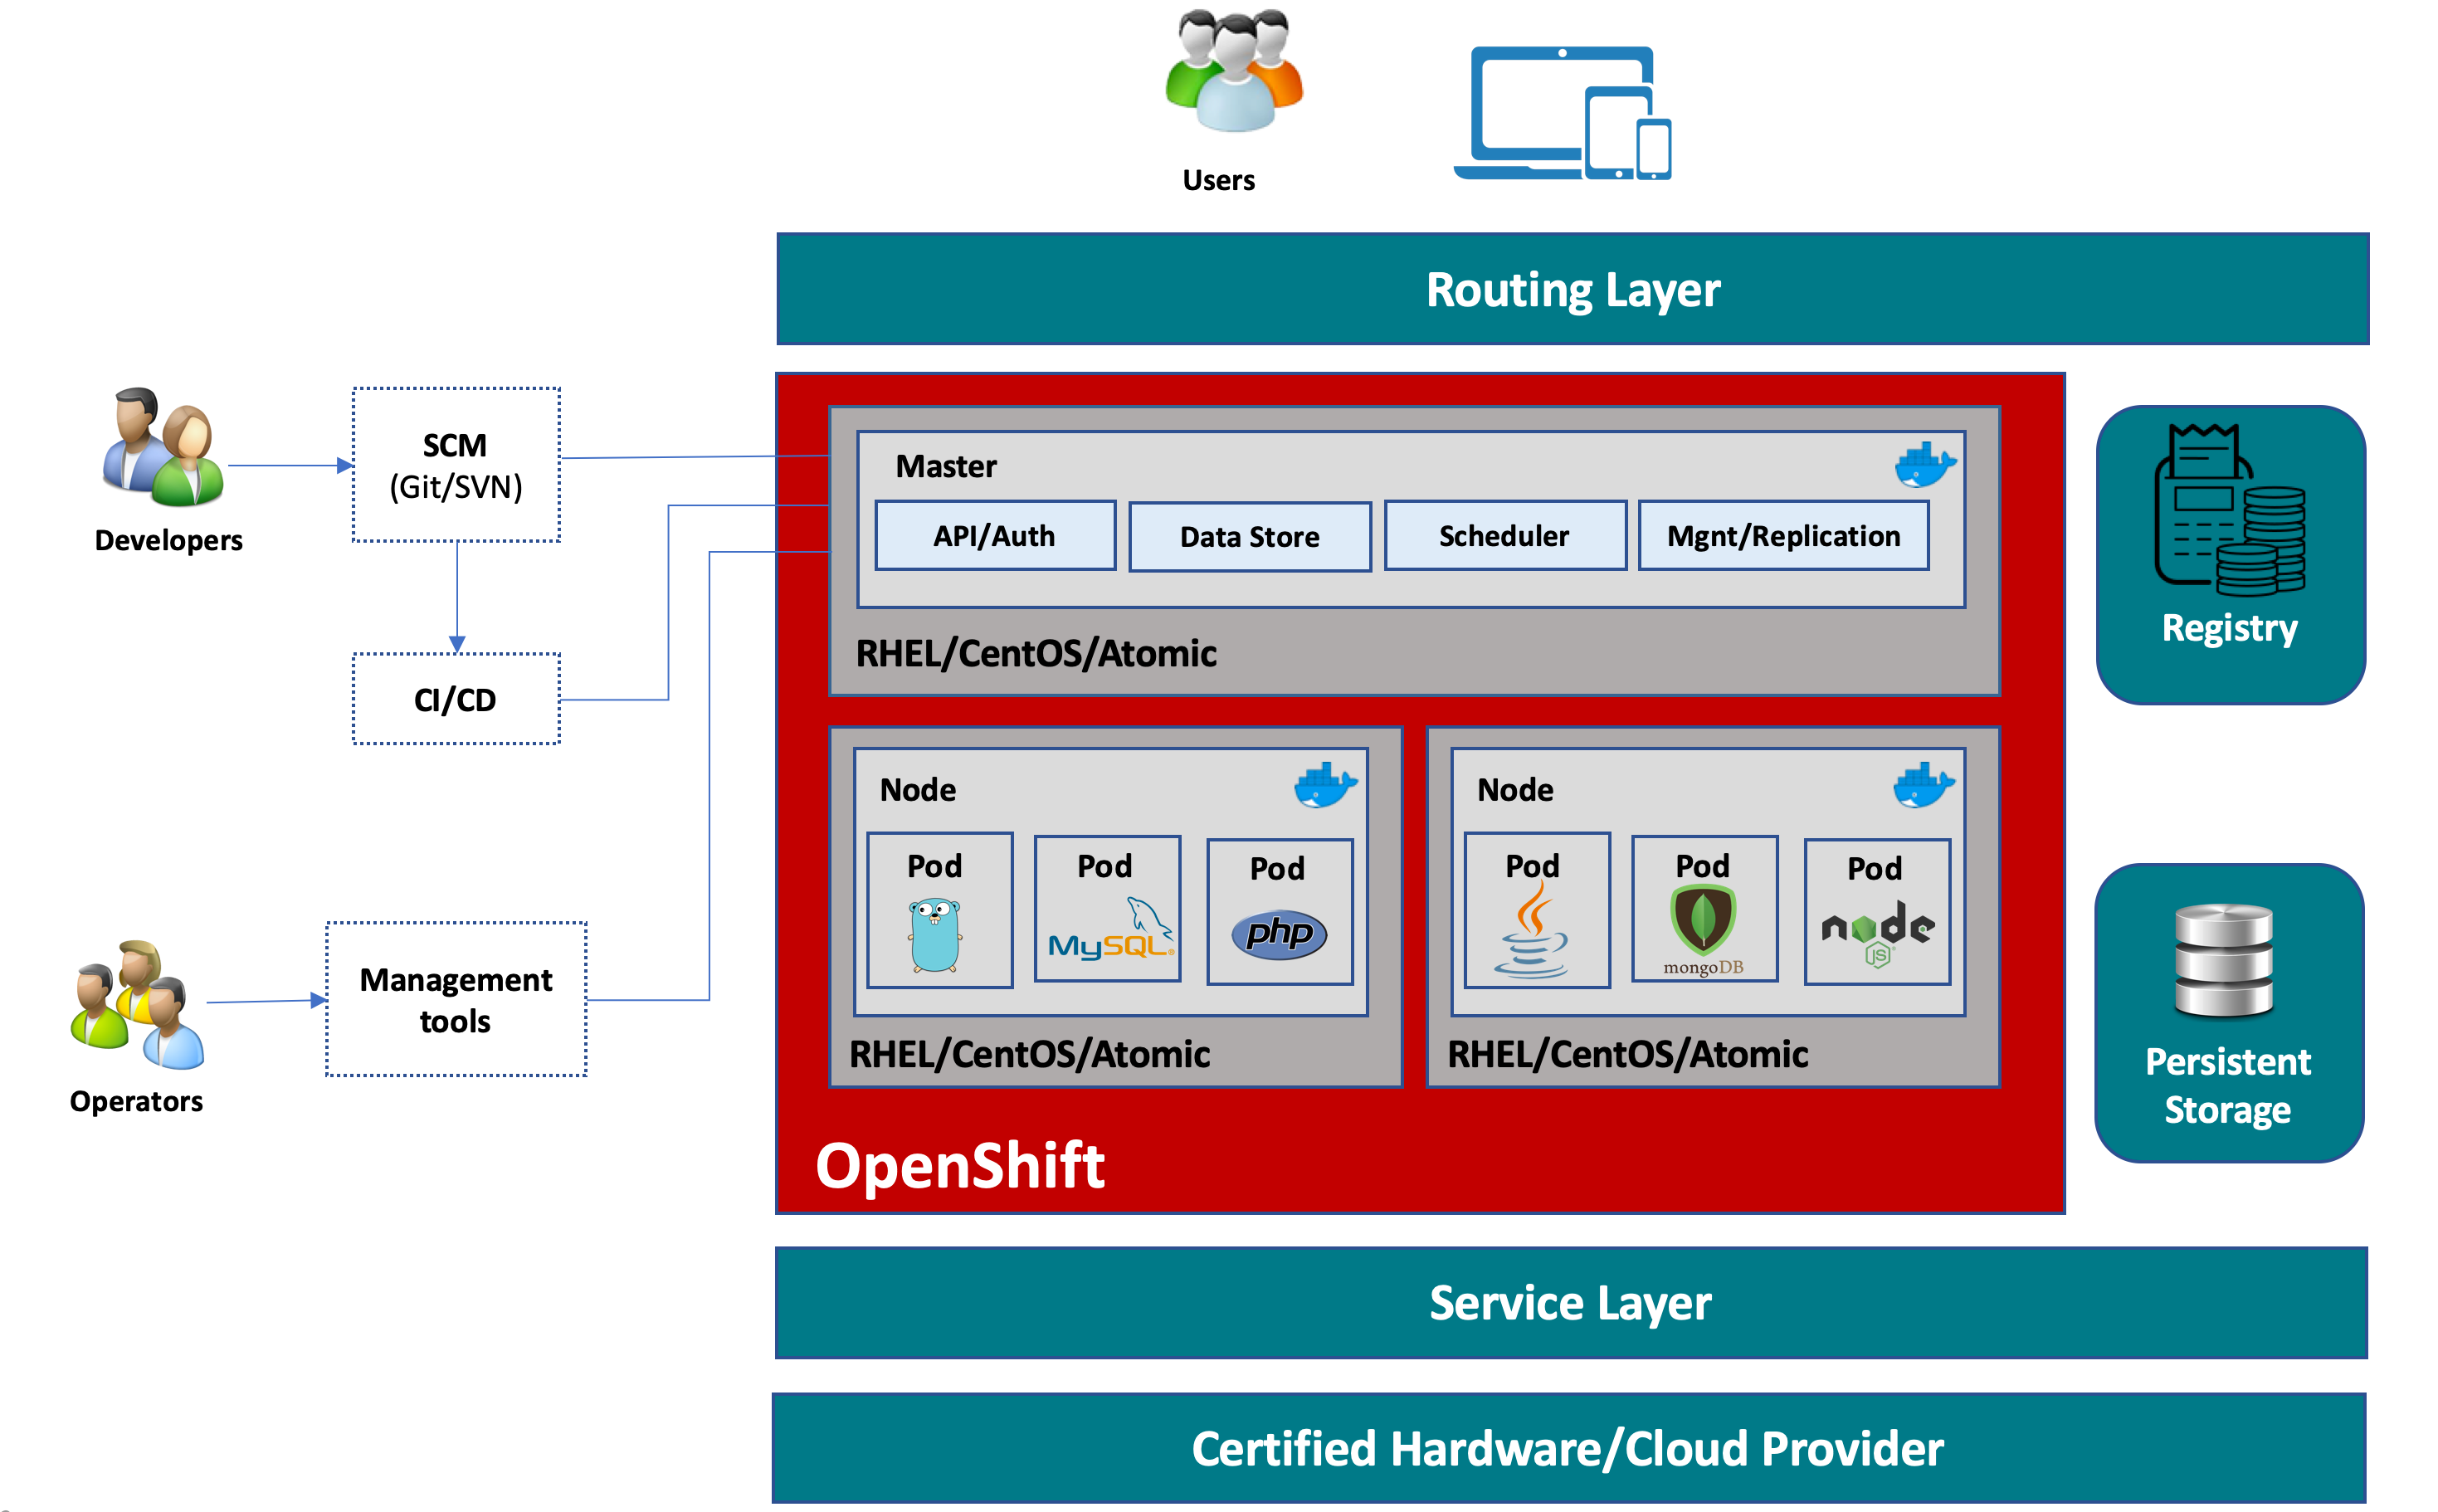 Users
Routing Layer
Developers
SCM
(Git/SVN)
CI/CD
Operators
Management
tools
Master
API/Auth
Data Store
Scheduler
Mgnt/Replication
RHEL/CentOS/Atomic
Node
Pod
Pod
MySQL
Pod
php
RHEL/CentOS/Atomic
Node
Pod
Pod
mongoDB
Pod
node
JS
RHEL/CentOS/Atomic
OpenShift
Registry
Persistent
Storage
Service Layer
Certified Hardware/Cloud Provider